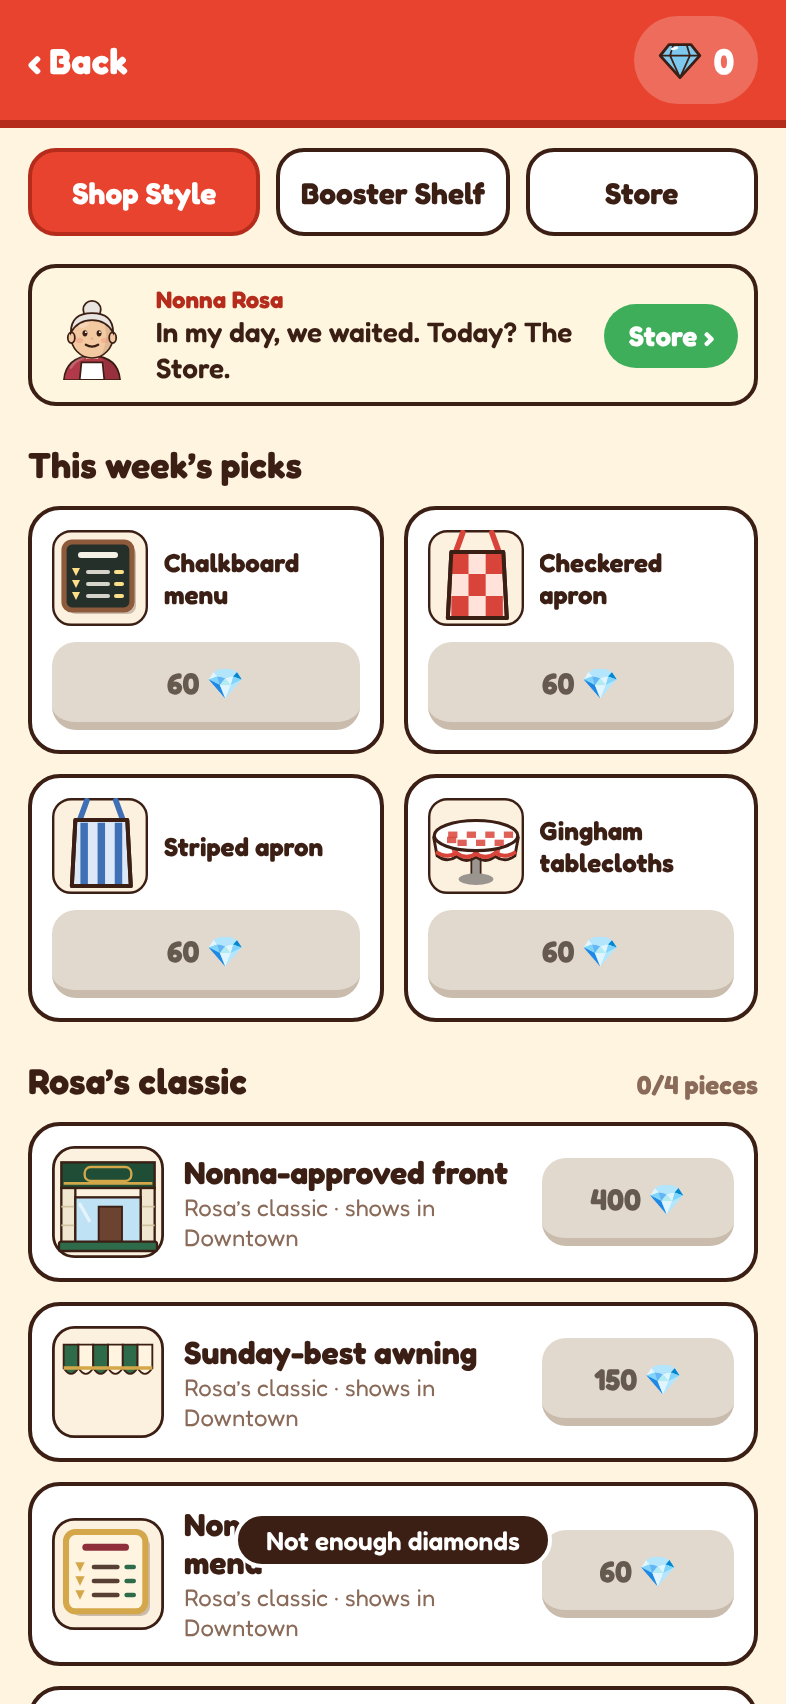 ‹ Back
0
Shop Style
Booster Shelf
Store
Nonna Rosa
In my day, we waited. Today? The
Store.
Store ›
This week’s picks
Chalkboard
menu
Checkered
apron
60
60
Striped apron
Gingham
tablecloths
60
60
Rosa’s classic
0/4 pieces
Nonna-approved front
Rosa’s classic · shows in
Downtown
400
Sunday-best awning
Rosa’s classic · shows in
Downtown
150
Not enough diamonds
menu
Rosa’s classic · shows in
Downtown
60